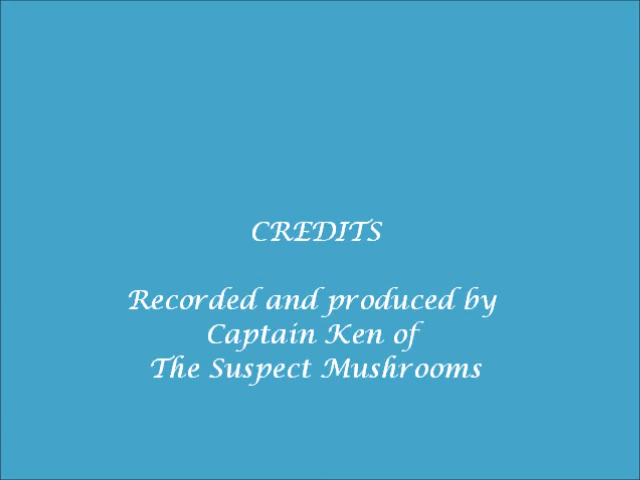 CREDITS
Recorded and produced by
Captain Ken of
The Suspect Mushrooms